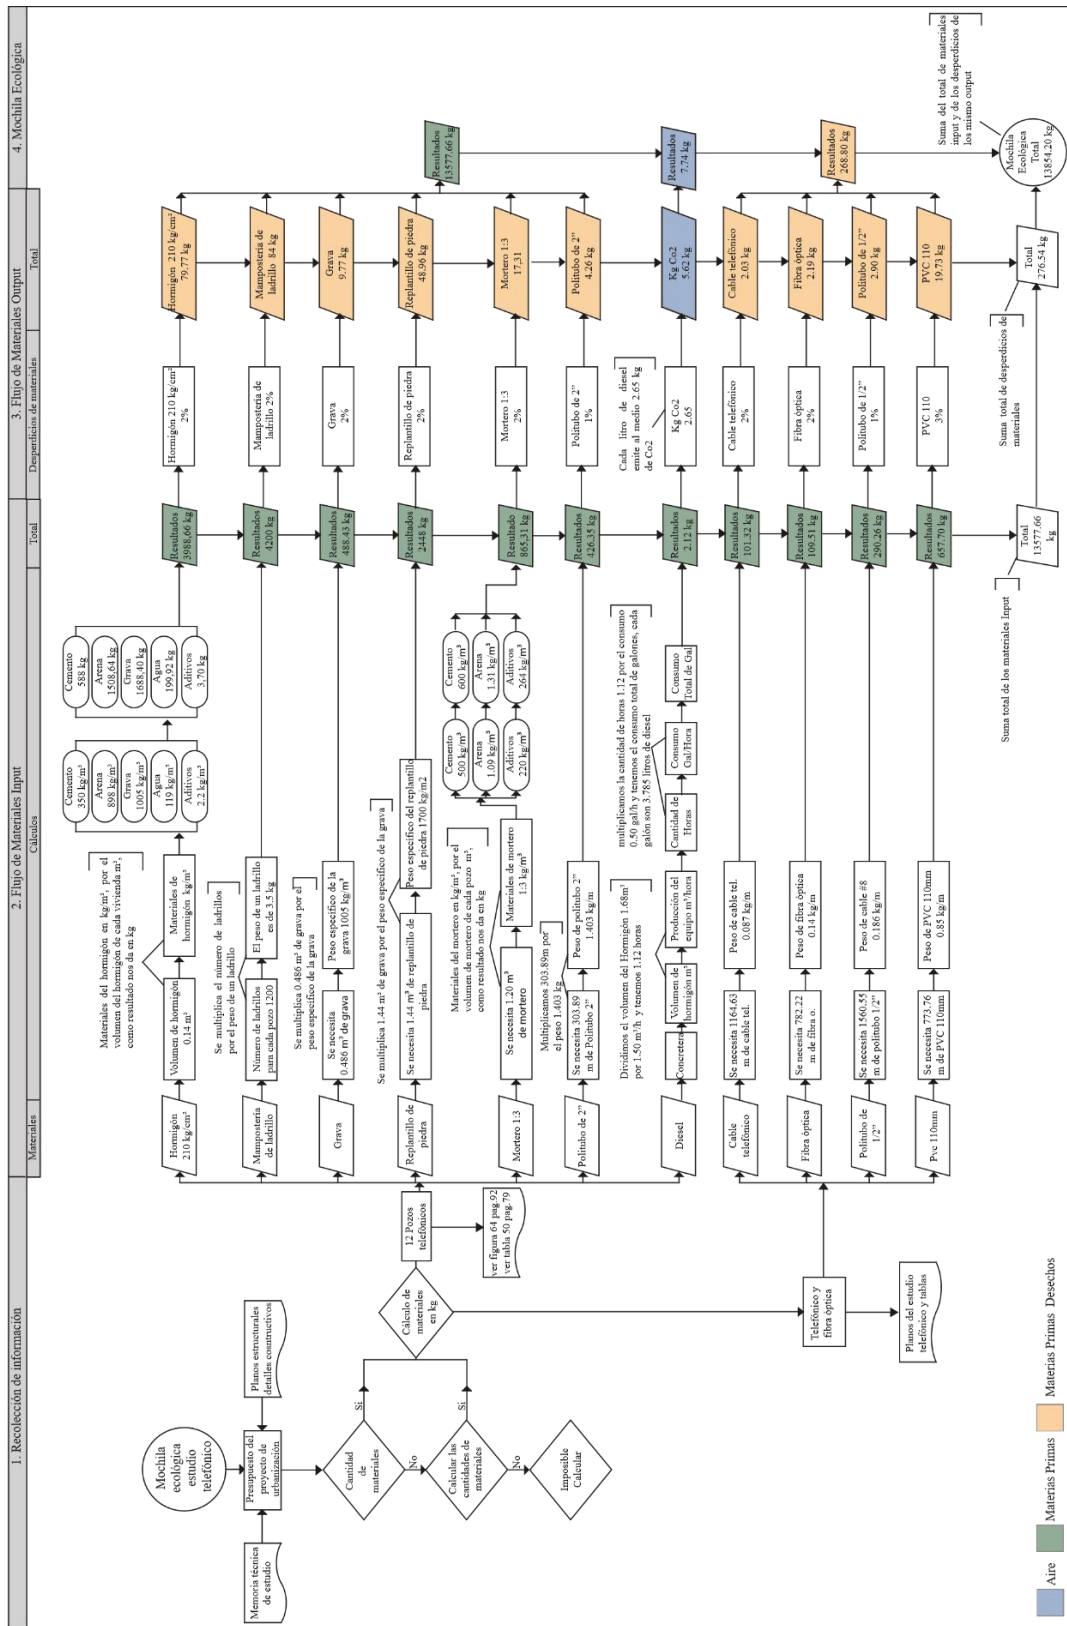 1. Recolección de información
2. Flujo de Materiales Input
3. Flujo de Materiales Output
4. Mochila Ecológica
Materiales
Cálculos
Total
Desperdicios de materiales
Total
Mochila
ecológica
estudio
telefónico
Memoria técnica
de estudio
Presupuesto del
proyecto de
urbanización
Planos estructurales
detalles cosntructivos
Cantidad
de
materiales
Si
No
Calcular las
cantidades de
materiales
Si
No
Imposible
Calcular
Cálculo de
materiales
en kg
12 Pozos
telefónicos
ver figura 64 pag.92
ver tabla 50 pag.79
Telefónico y
fibra óptica
Planos del estudio
telefónico y tablas
Hormigón
210 kg/cm²
Volumen de hormigón
0.14 m³
Materiales de
hormigón kg/m³
Materiales del hormigón en kg/m³, por el
volumen del hormigón de cada vivienda m³,
como resultado nos da en kg
Cemento
350 kg/m³
Arena
898 kg/m³
Grava
1005 kg/m³
Agua
119 kg/m³
Aditivos
2.2 kg/m³
Cemento
588 kg
Arena
1508,64 kg
Grava
1688,40 kg
Agua
199,92 kg
Aditivos
3,70 kg
Resultados
3988,66 kg
Hormigón 210 kg/cm²
2%
Hormigón 210 kg/cm²
79.77 kg
Mampostería
de ladrillo
Número de ladrillos
para cada pozo 1200
El peso de un ladrillo
es de 3.5 kg
Se multiplica el número de ladrillos
por el peso de un ladrillo
Resultados
4200 kg
Mampostería de
ladrillo 2%
Mampostería de
ladrillo 84 kg
Grava
Se necesita
0.486 m³ de grava
Peso especifico de la
grava 1005 kg/m³
Se multiplica 0.486 m³ de grava por el
peso especifico de la grava
Resultados
488.43 kg
Grava
2%
Grava
9.77 kg
Replantillo de
piedra
Se necesita 1.44 m³ de replantillo de
piedra
Peso especifico del replantillo
de piedra 1700 kg/m2
Se multiplica 1.44 m³ de grava por el peso especifico de la grava
Resultados
2448 kg
Replantillo de piedra
2%
Replantillo de piedra
48.96 kg
Mortero 1:3
Se necesita 1.20 m³
de mortero
Materiales de mortero
1:3 kg/m³
Materiales del mortero en kg/m³, por el
volumen de mortero de cada pozo m³,
como resultado nos da en kg
Cemento
500 kg/m³
Arena
1.09 kg/m³
Aditivos
220 kg/m³
Cemento
600 kg/m³
Arena
1.31 kg/m³
Aditivos
264 kg/m³
Resultado
865,31 kg
Mortero 1:3
2%
Mortero 1:3
17,31
Politubo de 2”
Se necesita 303.89
m de Politubo 2”
Peso de politubo 2”
1.403 kg/m
Multiplicamos 303.89m por
el peso 1.403 kg
Resultados
426.35 kg
Politubo de 2”
1%
Politubo de 2”
4.26 kg
Resultados
13577.66 kg
Diesel
Concretera
Volumen de
hormigón m³
Producción del
equipo m³/hora
Cantidad de
Horas
Consumo
Gal/Hora
Consumo
Total de Gal
Dividimos el volumen del Hormigón 1.68m³
por 1.50 m³/h y tenemos 1.12 horas
multiplicamos la cantidad de horas 1.12 por el consumo
0.50 gal/h y tenemos el consumo total de galones, cada
galón son 3.785 litros de diesel
Resultados
2.12 kg
Cada litro de diesel
emite al medio 2.65 kg
de Co2
Kg Co2
2.65
Kg Co2
5.62 kg
Resultados
7.74 kg
Cable
telefónico
Se necesita 1164.63
m de cable tel.
Peso de cable tel.
0.087 kg/m
Resultados
101.32 kg
Cable telefónico
2%
Cable telefónico
2.03 kg
Fibra óptica
Se necesita 782.22
m de fibra o.
Peso de fibra óptica
0.14 kg/m
Resultados
109.51 kg
Fibra óptica
2%
Fibra óptica
2.19 kg
Resultados
268.80 kg
Politubo de
1/2”
Se necesita 1560.55
m de politubo 1/2”
Peso de cable #8
0.186 kg/m
Resultados
290.26 kg
Politubo de 1/2”
1%
Politubo de 1/2”
2.90 kg
Pvc 110mm
Se necesita 773.76
m de PVC 110mm
Peso de PVC 110mm
0.85 kg/m
Resultados
657.70 kg
PVC 110
3%
PVC 110
19.73 kg
Suma total de los materiales Input
Total
13577.66
kg
Suma total de desperdicios de
materiales
Total
276.54 kg
Suma del total de materiales
input y de los desperdicios de
los mismo output
Mochila
Ecológica
Total
13854.20 kg
Aire
Materias Primas
Materias Primas Desechos